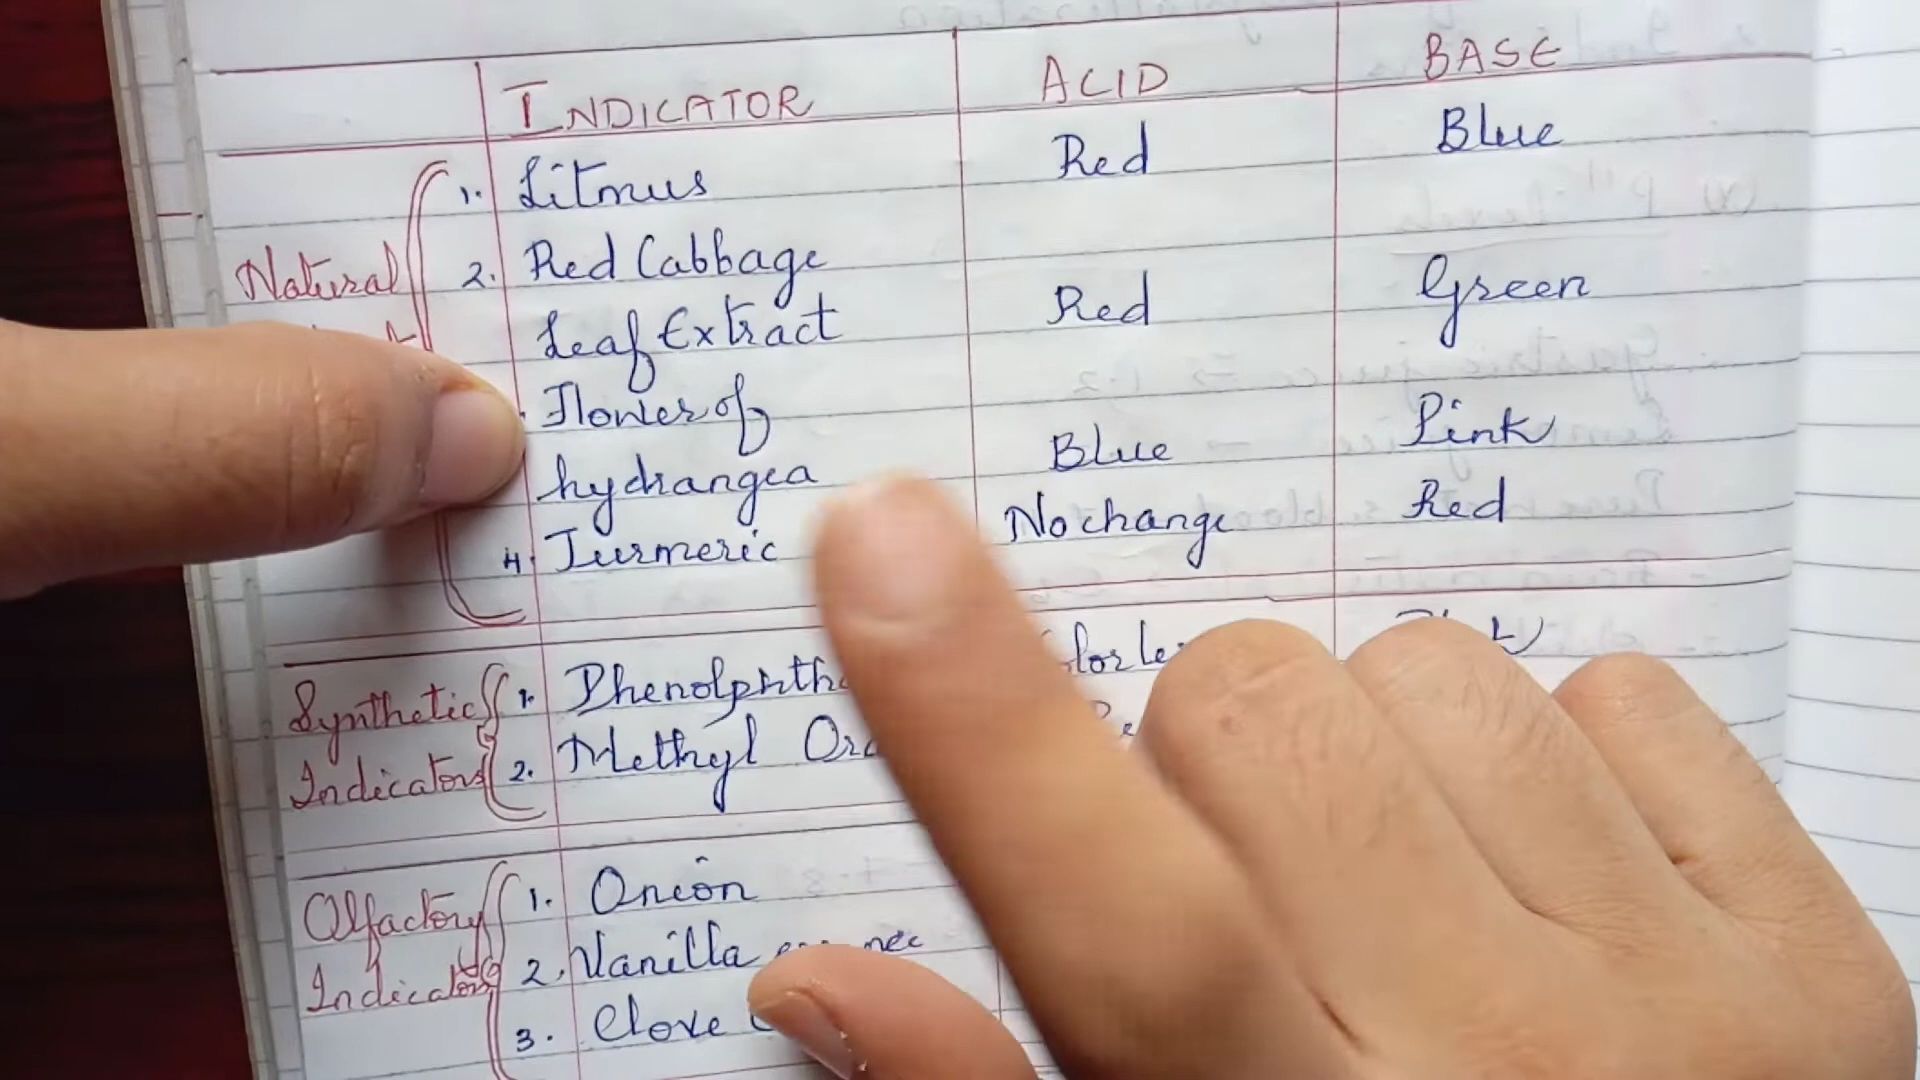 INDICATOR ACID BASE
1. Litmus Red Blue
Natural
2. Red Cabbage
Leaf Extract Red Green
Flower of
hydrangea Blue Pink
4. Turmeric No change Red
Synthetic
Indicators
1.
2. Methyl
Olfactory
Indicators
1. Onion
2. Vanilla
3. Clove